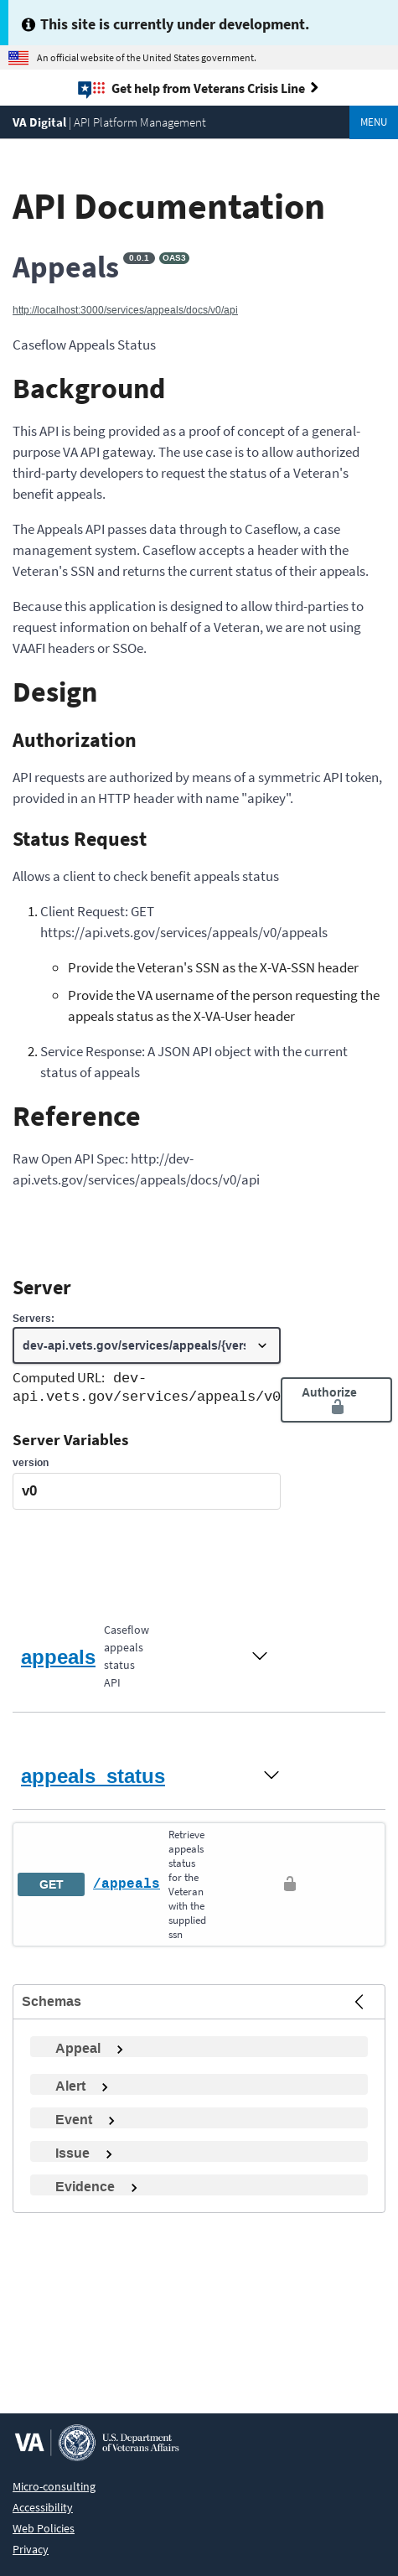 This site is currently under development.
An official website of the United States government.
Get help from Veterans Crisis Line
VA Digital | API Platform Management
MENU
API Documentation
Appeals 0.0.1 OAS3
http://localhost:3000/services/appeals/docs/v0/api
Caseflow Appeals Status
Background
This API is being provided as a proof of concept of a general-
purpose VA API gateway. The use case is to allow authorized
third-party developers to request the status of a Veteran's
benefit appeals.
The Appeals API passes data through to Caseflow, a case
management system. Caseflow accepts a header with the
Veteran's SSN and returns the current status of their appeals.
Because this application is designed to allow third-parties to
request information on behalf of a Veteran, we are not using
VAAFI headers or SSOe.
Design
Authorization
API requests are authorized by means of a symmetric API token,
provided in an HTTP header with name "apikey".
Status Request
Allows a client to check benefit appeals status
1. Client Request: GET
https://api.vets.gov/services/appeals/v0/appeals
Provide the Veteran's SSN as the X-VA-SSN header
Provide the VA username of the person requesting the
appeals status as the X-VA-User header
2. Service Response: A JSON API object with the current
status of appeals
Reference
Raw Open API Spec: http://dev-
api.vets.gov/services/appeals/docs/v0/api
Server
Servers:
dev-api.vets.gov/services/appeals/{vers
Computed URL: dev-
api.vets.gov/services/appeals/v0
Authorize
Server Variables
version
v0
appeals
Caseflow
appeals
status
API
appeals_status
GET
/appeals
Retrieve
appeals
status
for the
Veteran
with the
supplied
ssn
Schemas
Appeal
Alert
Event
Issue
Evidence
VA
U.S. Department
of Veterans Affairs
Micro-consulting
Accessibility
Web Policies
Privacy